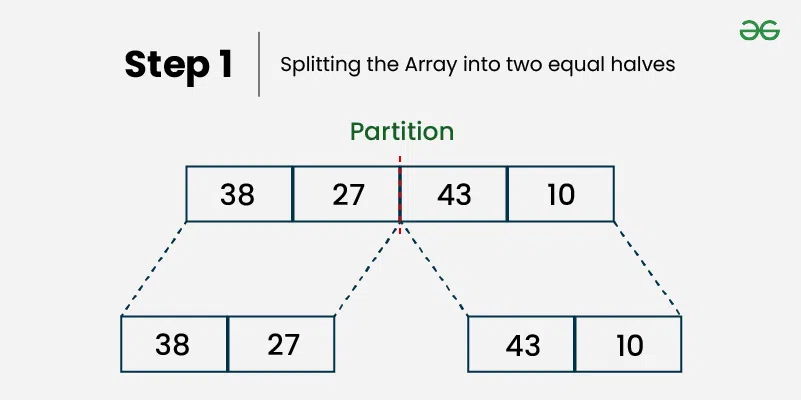 Step 1
Splitting the Array into two equal halves
Partition
38 27 43 10
38 27 43 10